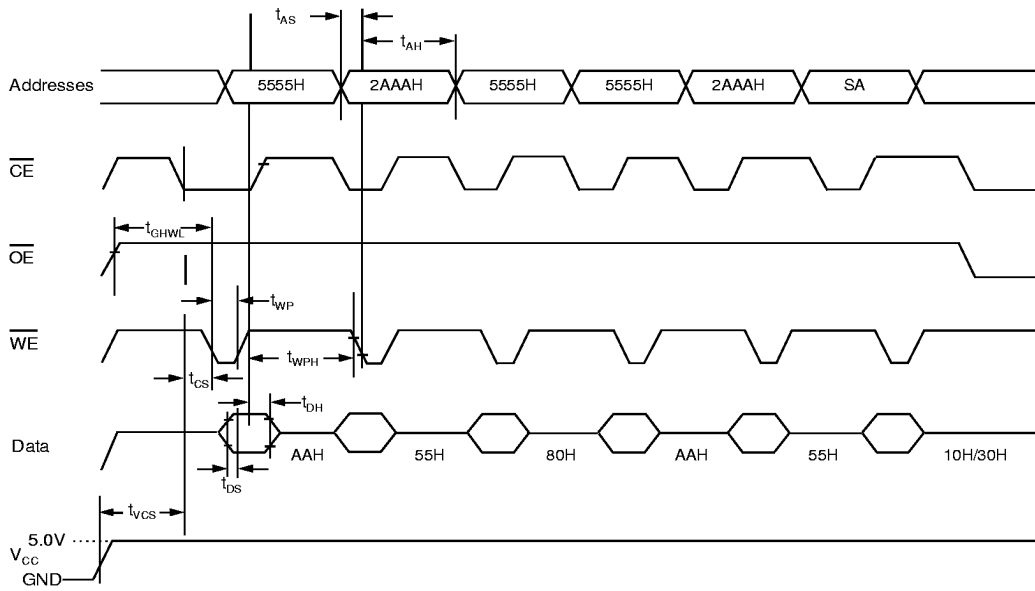 tAS
tAH
Addresses 5555H 2AAAH 5555H 5555H 2AAAH SA
CE
tGHWL
OE
tWP
WE
tWPH
tCS
tDH
Data
AAH 55H 80H AAH 55H 10H/30H
tDS
tVCS
5.0V
VCC
GND